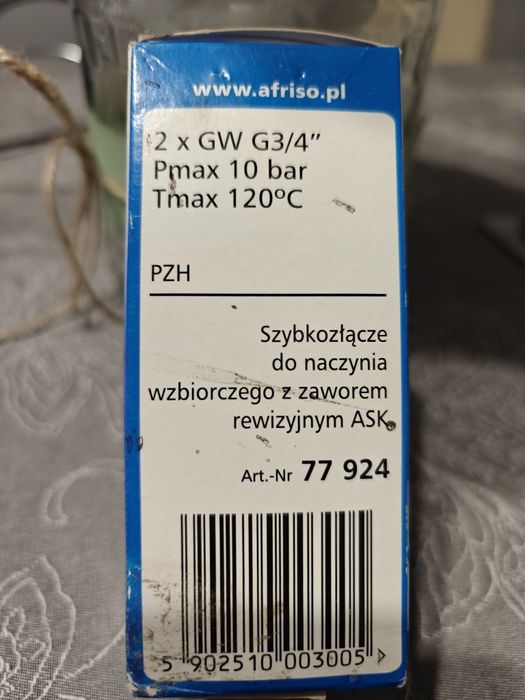 www.afriso.pl
2 x GW G3/4”
Pmax 10 bar
Tmax 120ºC
PZH
Szybkozłącze
do naczynia
wzbiorczego z zaworem
rewizyjnym ASK
Art.-Nr 77 924
5 902510 003005 >